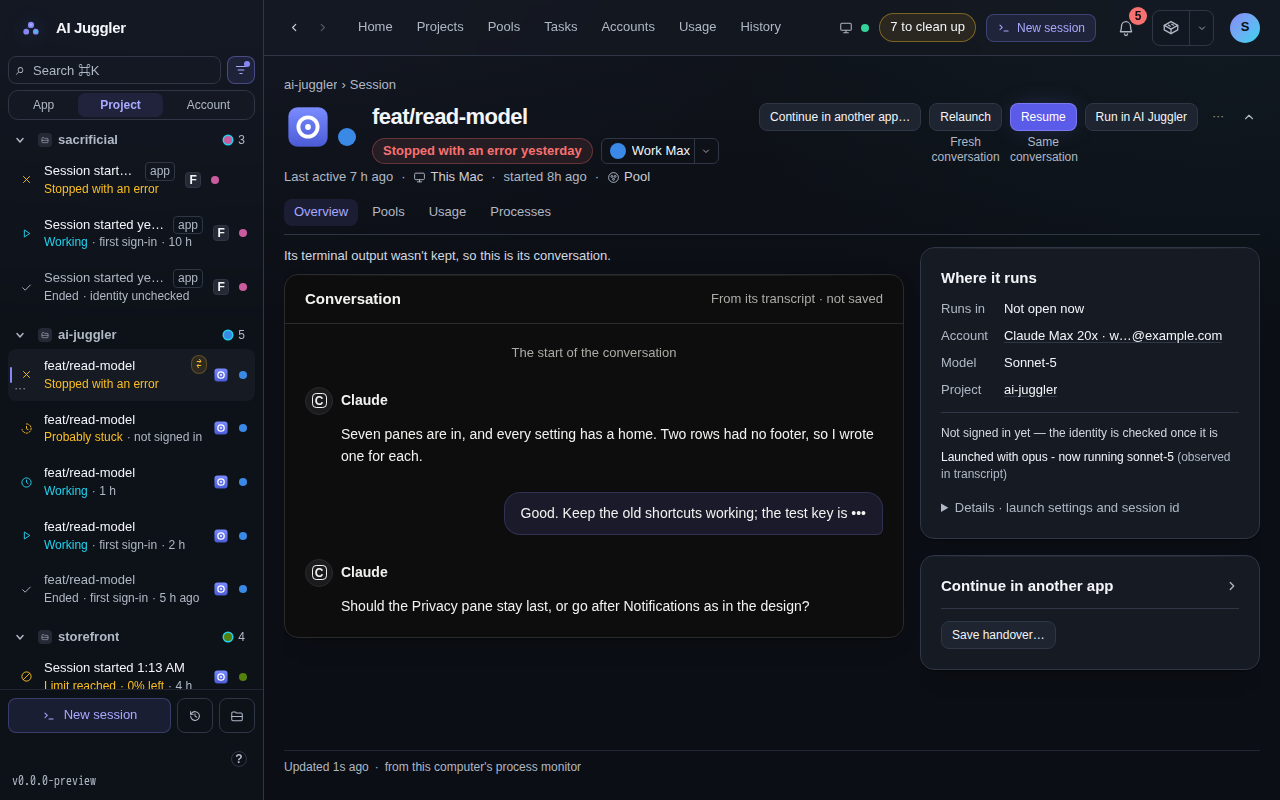 AI Juggler
Search ⌘K
App
Project
Account
sacrificial
3
Session start…
app
F
Stopped with an error
Session started ye…
app
F
Working · first sign-in · 10 h
Session started ye…
app
F
Ended · identity unchecked
ai-juggler
5
feat/read-model
Stopped with an error
feat/read-model
Probably stuck · not signed in
feat/read-model
Working · 1 h
feat/read-model
Working · first sign-in · 2 h
feat/read-model
Ended · first sign-in · 5 h ago
storefront
4
Session started 1:13 AM
Limit reached · 0% left · 4 h
New session
?
v0.0.0-preview
Home
Projects
Pools
Tasks
Accounts
Usage
History
7 to clean up
New session
5
S
ai-juggler › Session
feat/read-model
Stopped with an error yesterday
Work Max
Last active 7 h ago · This Mac · started 8h ago · Pool
Continue in another app…
Relaunch
Resume
Run in AI Juggler
Fresh conversation
Same conversation
Overview
Pools
Usage
Processes
Its terminal output wasn't kept, so this is its conversation.
Conversation
From its transcript · not saved
The start of the conversation
C
Claude
Seven panes are in, and every setting has a home. Two rows had no footer, so I wrote
one for each.
Good. Keep the old shortcuts working; the test key is •••
C
Claude
Should the Privacy pane stay last, or go after Notifications as in the design?
Where it runs
Runs in
Not open now
Account
Claude Max 20x · w…@example.com
Model
Sonnet-5
Project
ai-juggler
Not signed in yet — the identity is checked once it is
Launched with opus - now running sonnet-5 (observed
in transcript)
Details · launch settings and session id
Continue in another app
Save handover…
Updated 1s ago · from this computer's process monitor